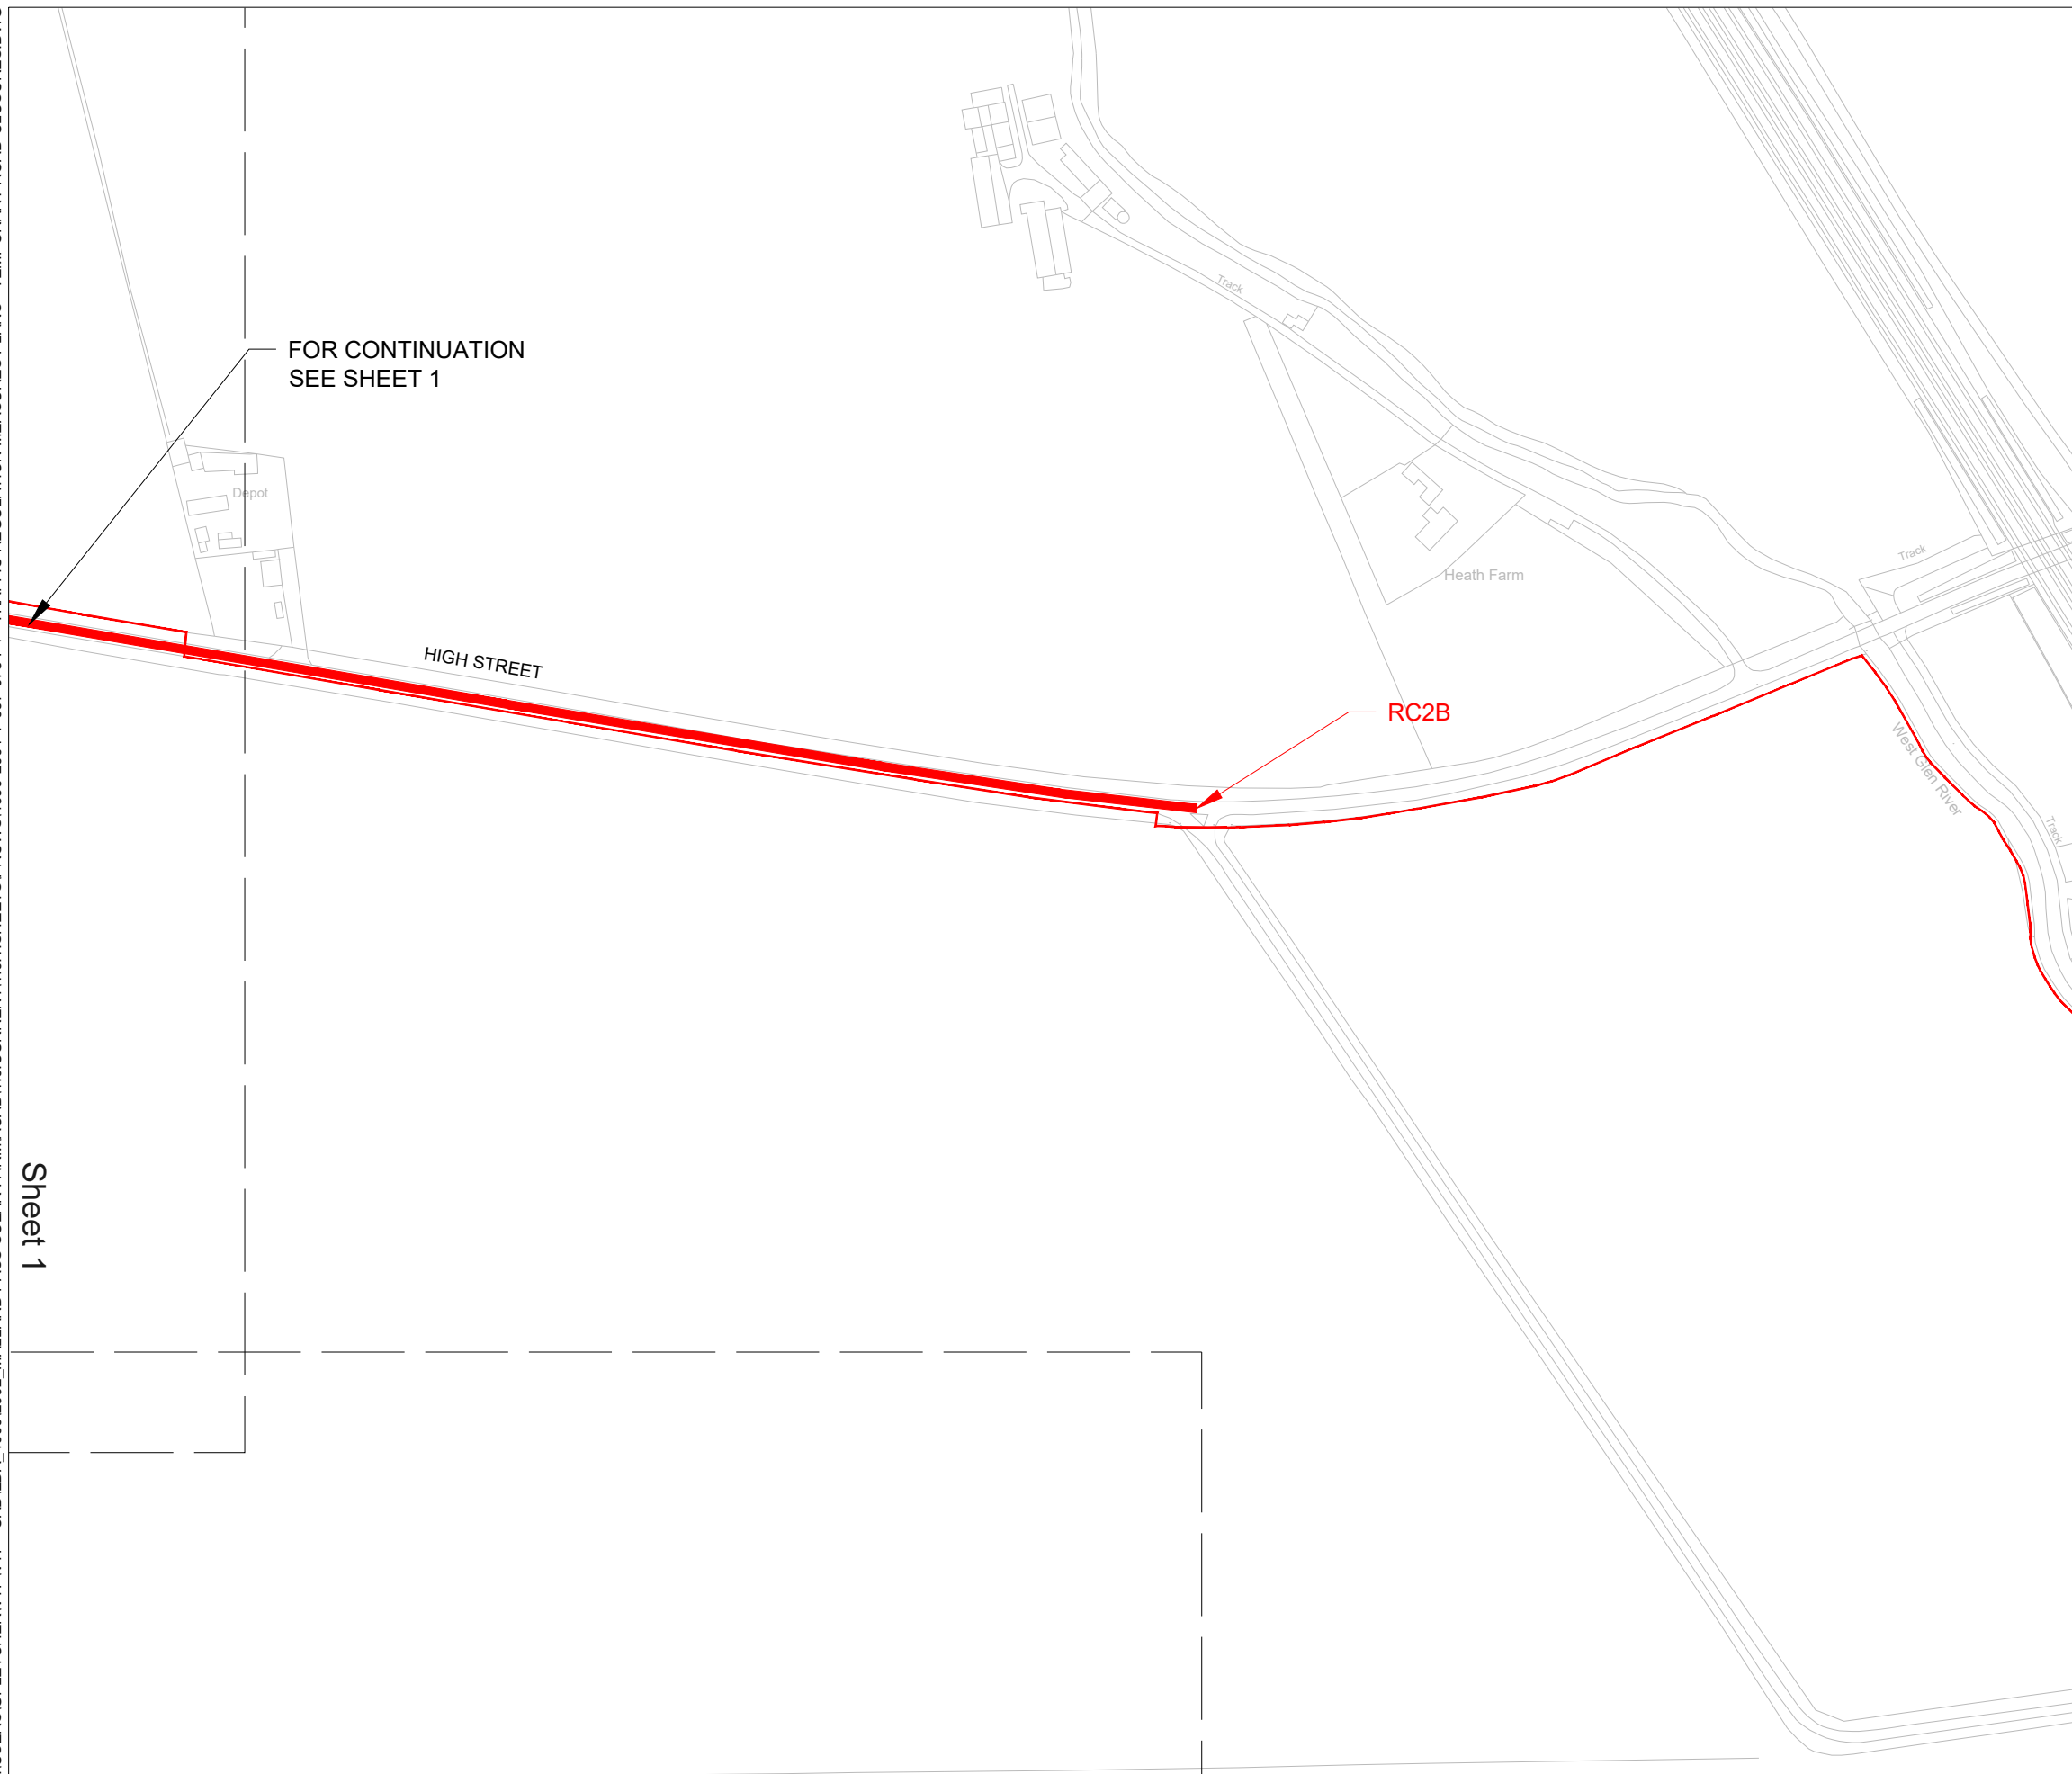 Track
FOR CONTINUATION
SEE SHEET 1
Depot
Track
Heath Farm
HIGH STREET
RC2B
West Glen River
Track
Sheet 1